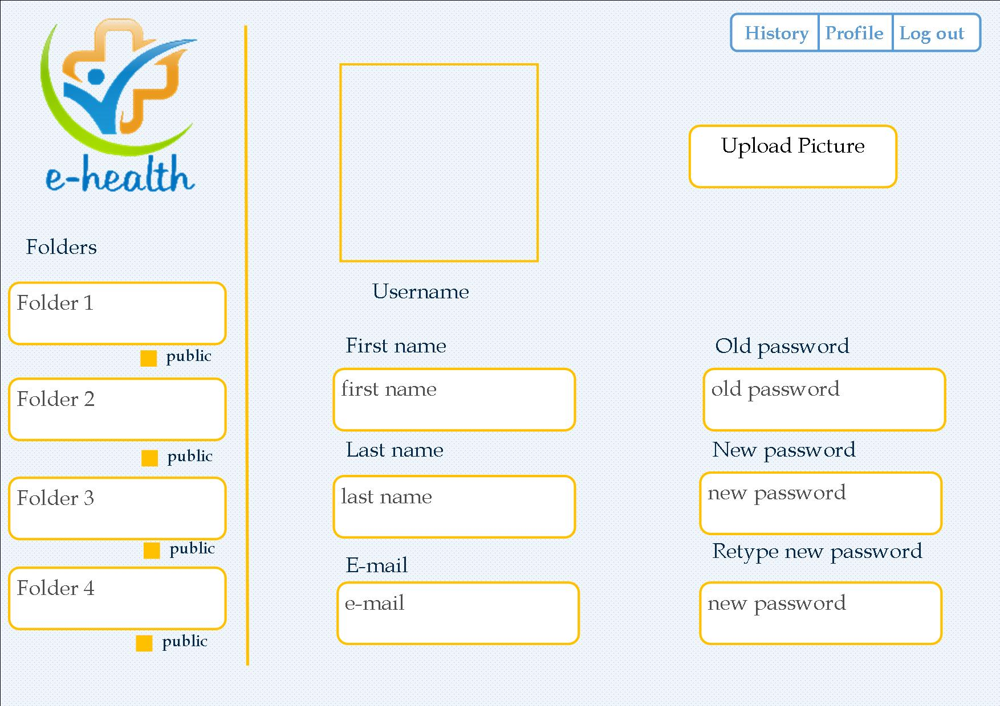 History
Profile
Log out
e-health
Upload Picture
Folders
Folder 1
public
Folder 2
public
Folder 3
public
Folder 4
public
Username
First name
first name
Last name
last name
E-mail
e-mail
Old password
old password
New password
new password
Retype new password
new password